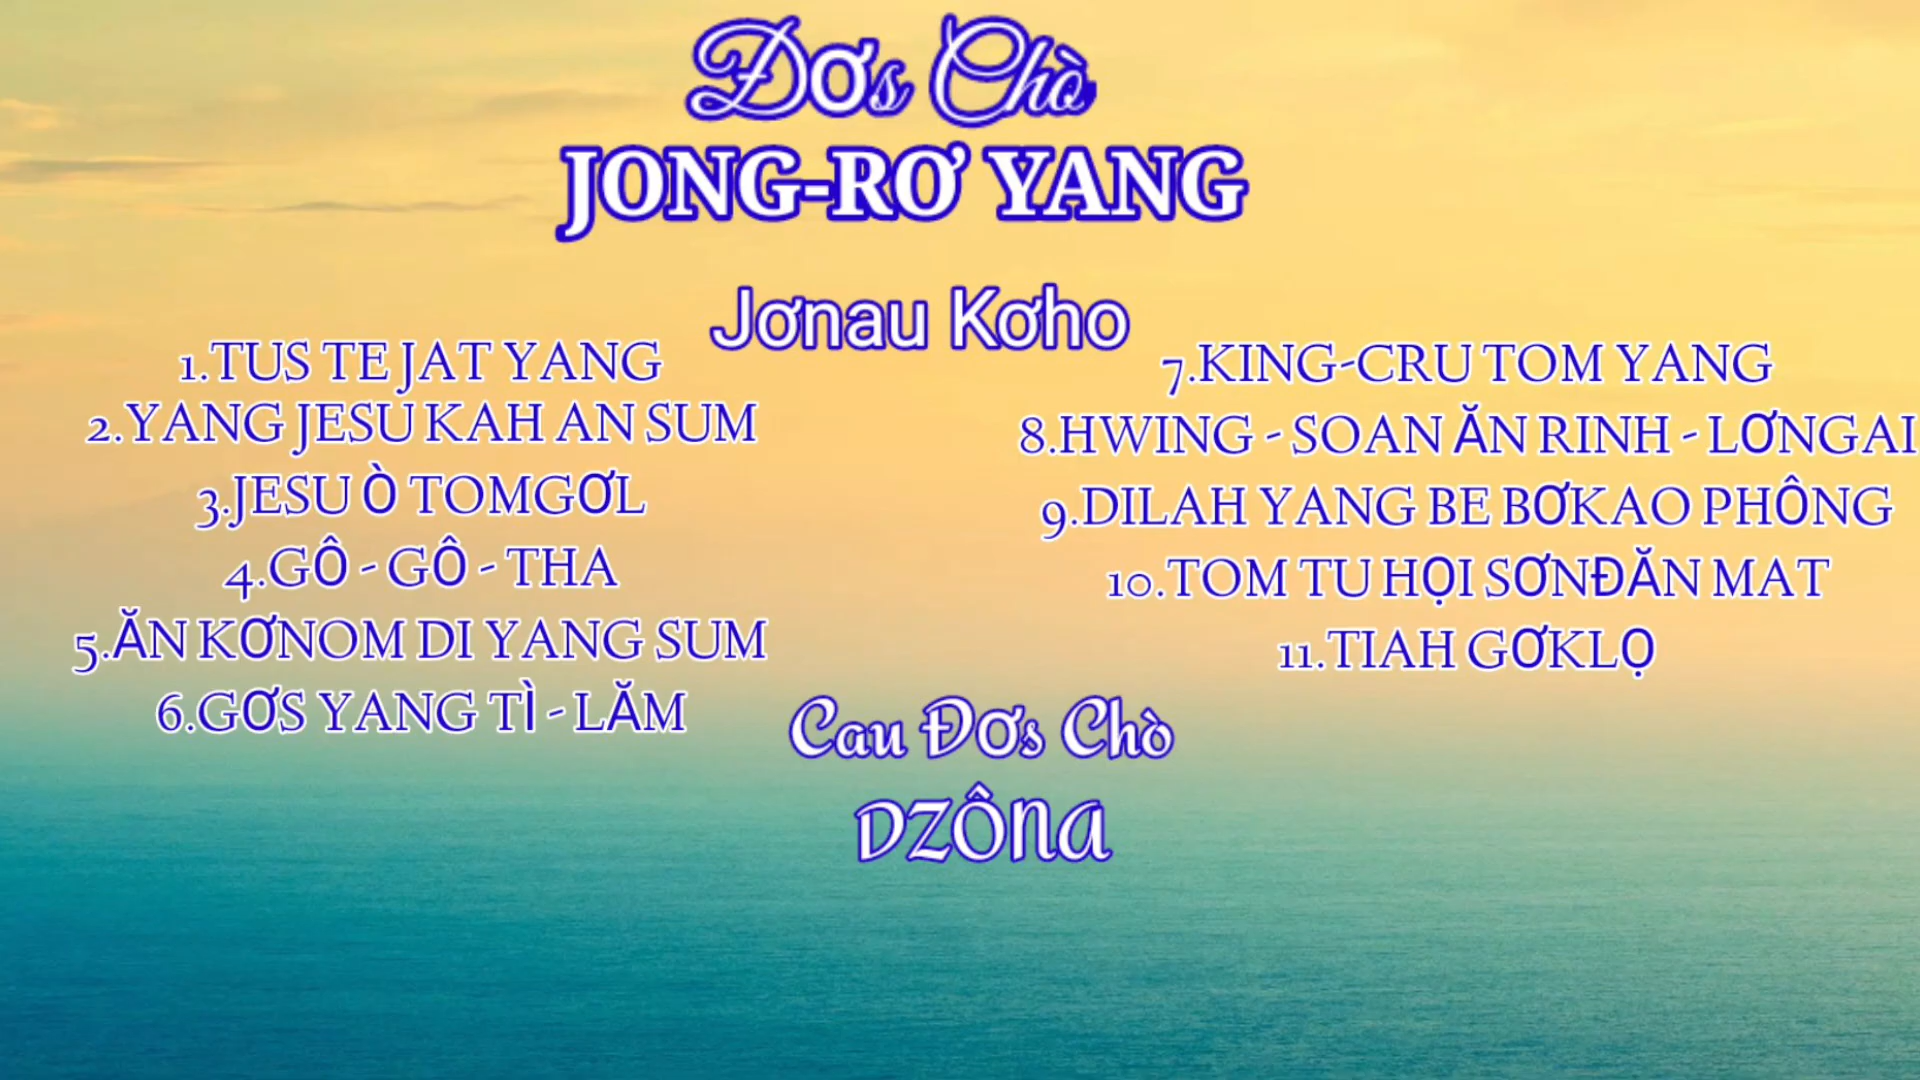 Đơs Chò
JONG-RƠ YANG
Jơnau Kơho
1.TUS TE JAT YANG
2.YANG JESU KAH AN SUM
3.JESU Ò TOMGƠL
4.GÔ - GÔ - THA
5.ĂN KƠNOM DI YANG SUM
6.GƠS YANG TÌ - LĂM
7.KING-CRU TOM YANG
8.HWING - SOAN ĂN RINH - LƠNGAI
9.DILAH YANG BE BƠKAO PHÔNG
10.TOM TU HỌI SƠNĐĂN MAT
11.TIAH GƠKLỌ
Cau Đơs Chò
DZÔNA